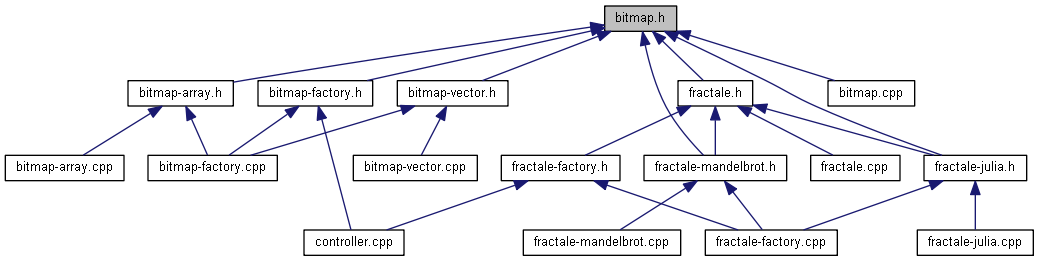 bitmap.h
bitmap-array.h
bitmap-factory.h
bitmap-vector.h
fractale.h
bitmap.cpp
bitmap-array.cpp
bitmap-factory.cpp
bitmap-vector.cpp
fractale-factory.h
fractale-mandelbrot.h
fractale.cpp
fractale-julia.h
controller.cpp
fractale-mandelbrot.cpp
fractale-factory.cpp
fractale-julia.cpp